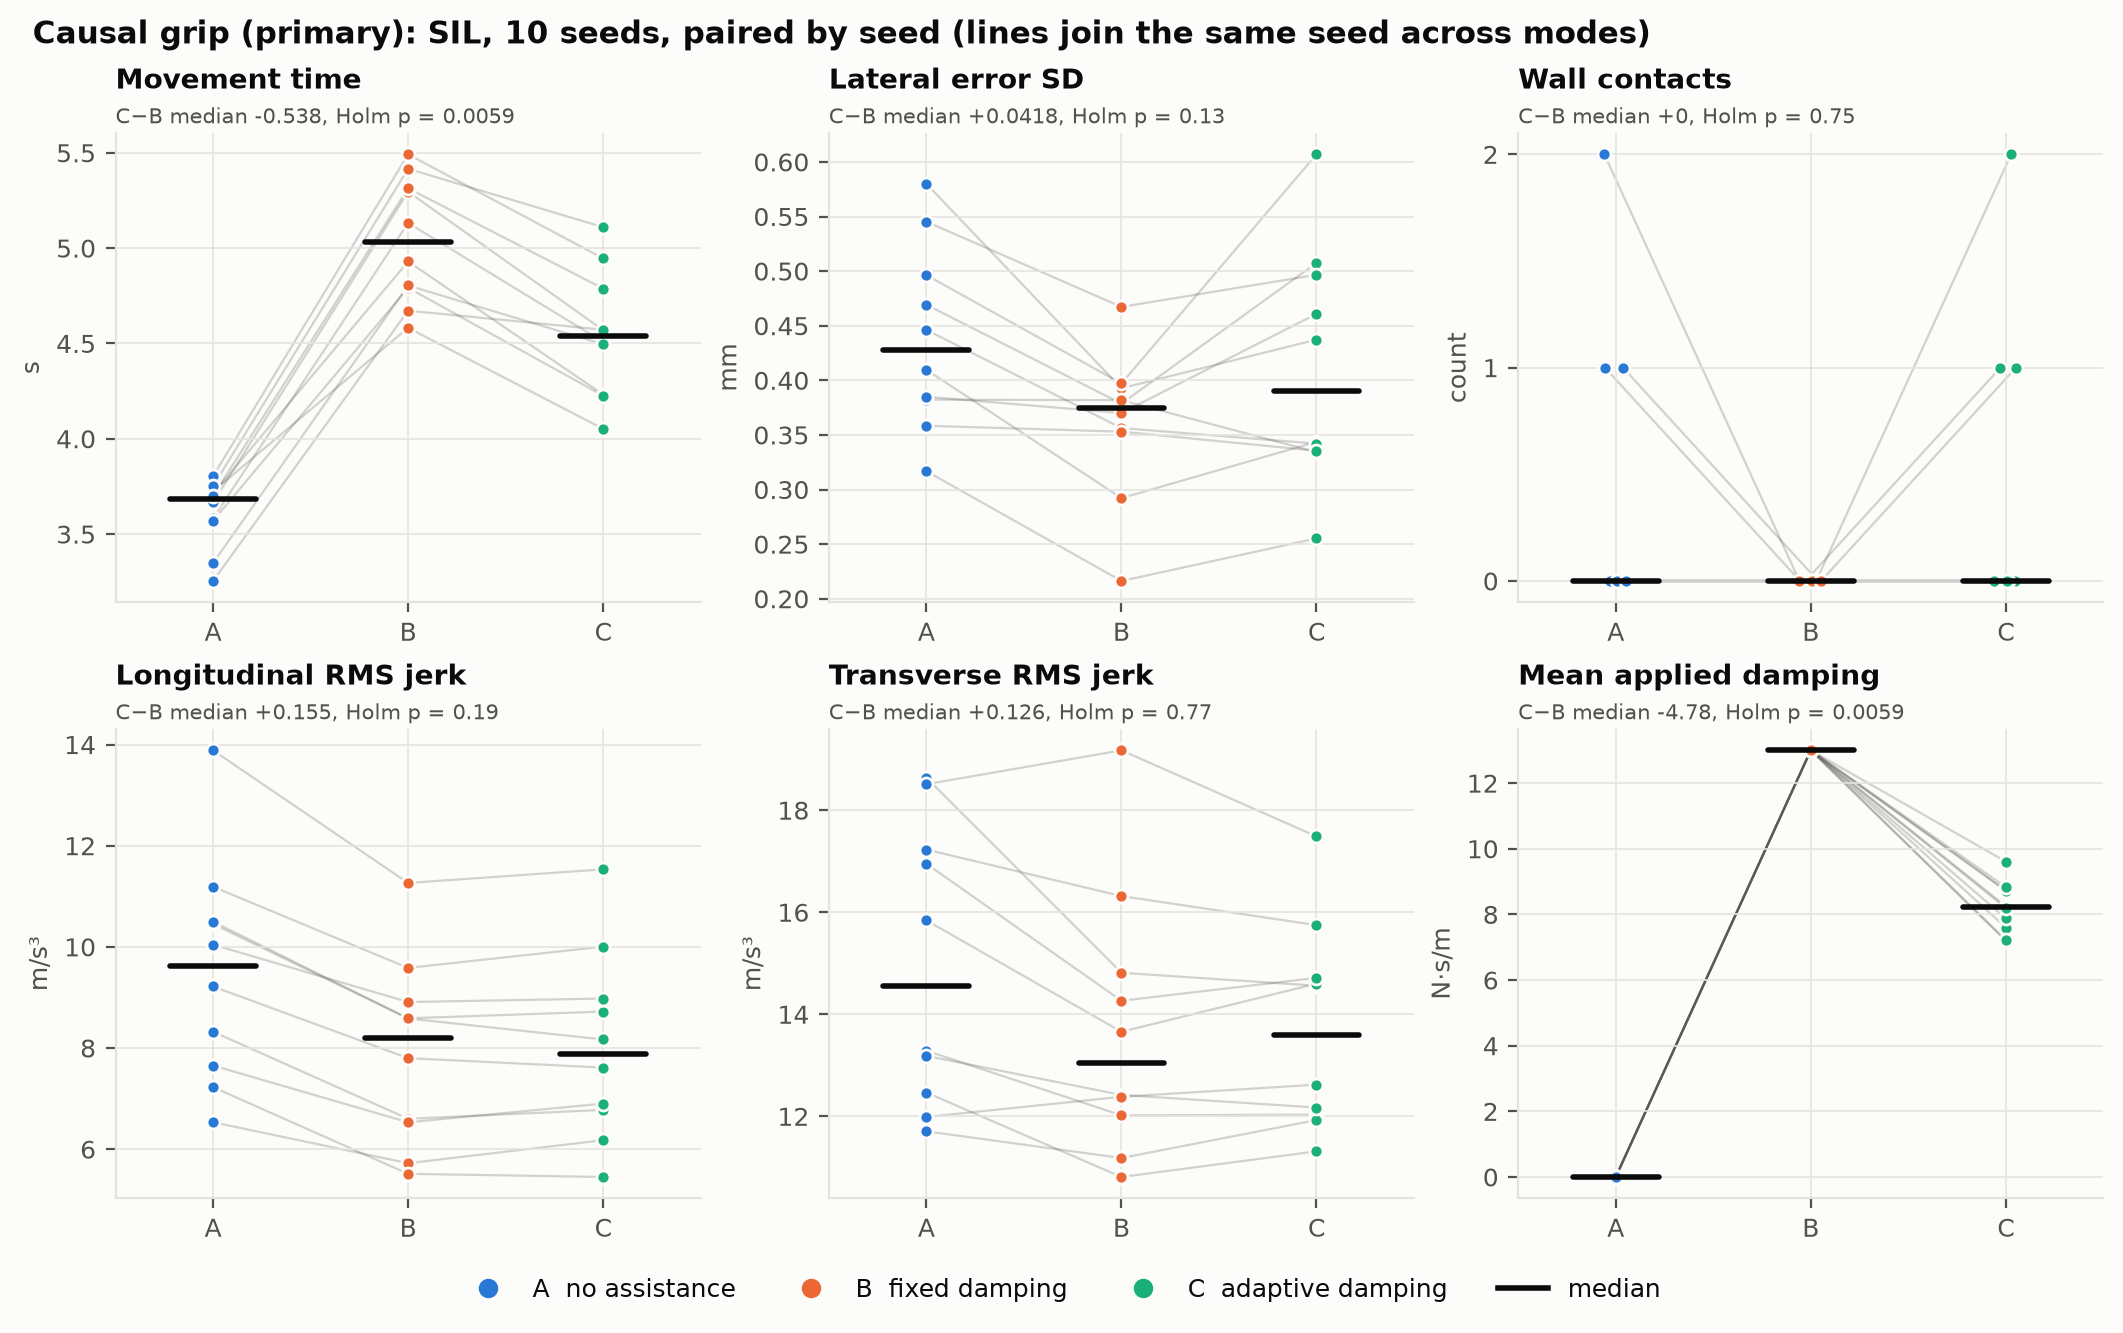 Causal grip (primary): SIL, 10 seeds, paired by seed (lines join the same seed across modes)
Movement time
C−B median -0.538, Holm p = 0.0059
5.5
5.0
4.5
4.0
3.5
s
A B C
Lateral error SD
C−B median +0.0418, Holm p = 0.13
0.60
0.55
0.50
0.45
0.40
0.35
0.30
0.25
0.20
mm
A B C
Wall contacts
C−B median +0, Holm p = 0.75
2
1
0
count
A B C
Longitudinal RMS jerk
C−B median +0.155, Holm p = 0.19
14
12
10
8
6
m/s³
A B C
Transverse RMS jerk
C−B median +0.126, Holm p = 0.77
18
16
14
12
m/s³
A B C
Mean applied damping
C−B median -4.78, Holm p = 0.0059
12
10
8
6
4
2
0
N·s/m
A B C
A no assistance B fixed damping C adaptive damping median